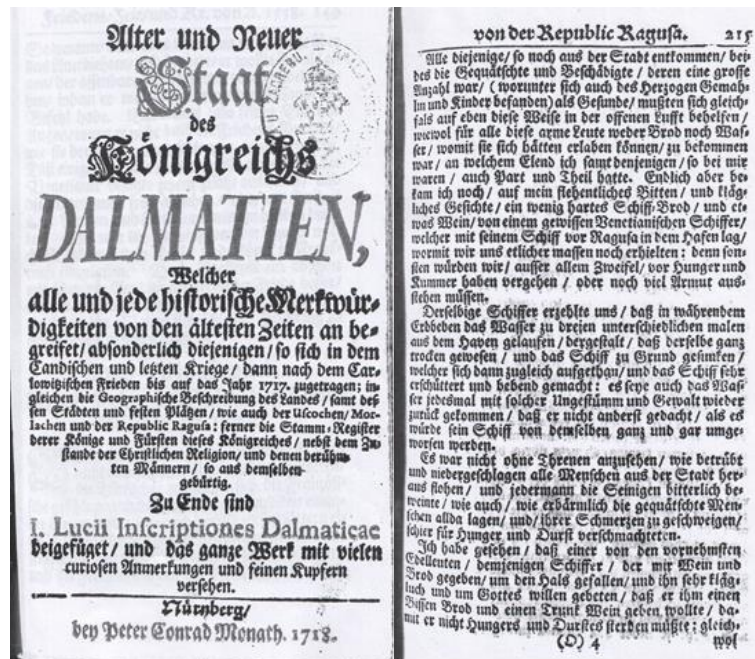 Alter und Neuer
Staat
des
Königreichs
DALMATIEN,
Welcher
alle und jede historische Merkwür-
digkeiten von den ältesten Zeiten an be-
greifet/ absonderlich diejenigen/ so sich in dem
Candischen und letzten Kriege/ dann nach dem Car-
lowitzischen Frieden bis auf das Jahr 1717. zugetragen; in-
gleichen die Geographische Beschreibung des Landes/ samt des-
sen Städten und festen Plätzen/ wie auch der Uscochen/ Mor-
lachen und der Republic Ragusa: ferner die Stamm-Register
derer Könige und Fürsten dieses Königreiches/ nebst dem Zu-
stande der Christlichen Religion/ und denen berühm-
ten Männern/ so aus demselben
gebürtig.
Zu Ende sind
I. Lucii Inscriptiones Dalmaticae
beigefüget/ und das ganze Werk mit vielen
curiosen Anmerkungen und feinen Kupfern
versehen.
Nürnberg/
bey Peter Conrad Monath. 1718.
von der Republic Ragusa. 215
Alle diejenige/ so noch aus der Stadt entkommen/ bei-
des die Gequätschte und Beschädigte/ deren eine grosse
Anzahl war/ (worunter sich auch des Herzogen Gemah-
lin und Kinder befanden) als Gesunde/ mußten sich gleich-
fals auf eben diese Weise in der offenen Lufft behelfen/
wiewol für alle diese arme Leute weder Brod noch Was-
ser/ womit sie sich hätten erlaben können/ zu bekommen
war/ an welchem Elend ich samt denjenigen/ so bei mir
waren/ auch Part und Theil hatte. Endlich aber be-
kam ich noch/ auf mein flehentliches Bitten/ und kläg-
liches Gesichte/ ein wenig hartes Schiff-Brod/ und et-
was Wein/ von einem gewissen Venetianischen Schiffer/
welcher mit seinem Schiff vor Ragusa in dem Hafen lag/
wormit wir uns etlicher massen noch erhielten: denn son-
sten würden wir/ ausser allem Zweifel/ vor Hunger und
Kummer haben vergehen/ oder noch viel Armut aus-
stehen müssen.
Derselbige Schiffer erzehlte uns/ daß in währendem
Erdbeben das Wasser zu dreien unterschiedlichen malen
aus dem Haven gelaufen/ dergestalt/ daß derselbe ganz
trocken gewesen/ und das Schiff zu Grund gesunken/
welcher sich dann zugleich aufgethan/ und das Schiff sehr
erschüttert und bebend gemacht: es seye auch das Was-
ser jedesmal mit solcher Ungestümm und Gewalt wieder
zurück gekommen/ daß er nicht anderst gedacht/ als es
würde sein Schiff von demselben ganz und gar umge-
worfen werden.
Es war nicht ohne Threnen anzusehen/ wie betrübt
und niedergeschlagen alle Menschen aus der Stadt her-
aus flohen/ und jedermann die Seinigen bitterlich be-
weinte/ wie auch/ wie erbärmlich die gequätschte Men-
schen allda lagen/ und/ ihrer Schmerzen zu geschweigen/
schier für Hunger und Durst verschmachteten.
Ich habe gesehen/ daß einer von den vornehmsten
Edelleuten/ demjenigen Schiffer/ der mir Wein und
Brod gegeben/ um den Hals gefallen/ und ihn sehr kläg-
lich und um Gottes willen gebeten/ daß er ihm einen
Bissen Brod und einen Trunk Wein geben wollte/ da-
mit er nicht Hungers und Durstes sterben müßte: gleich-
(O) 4 wol